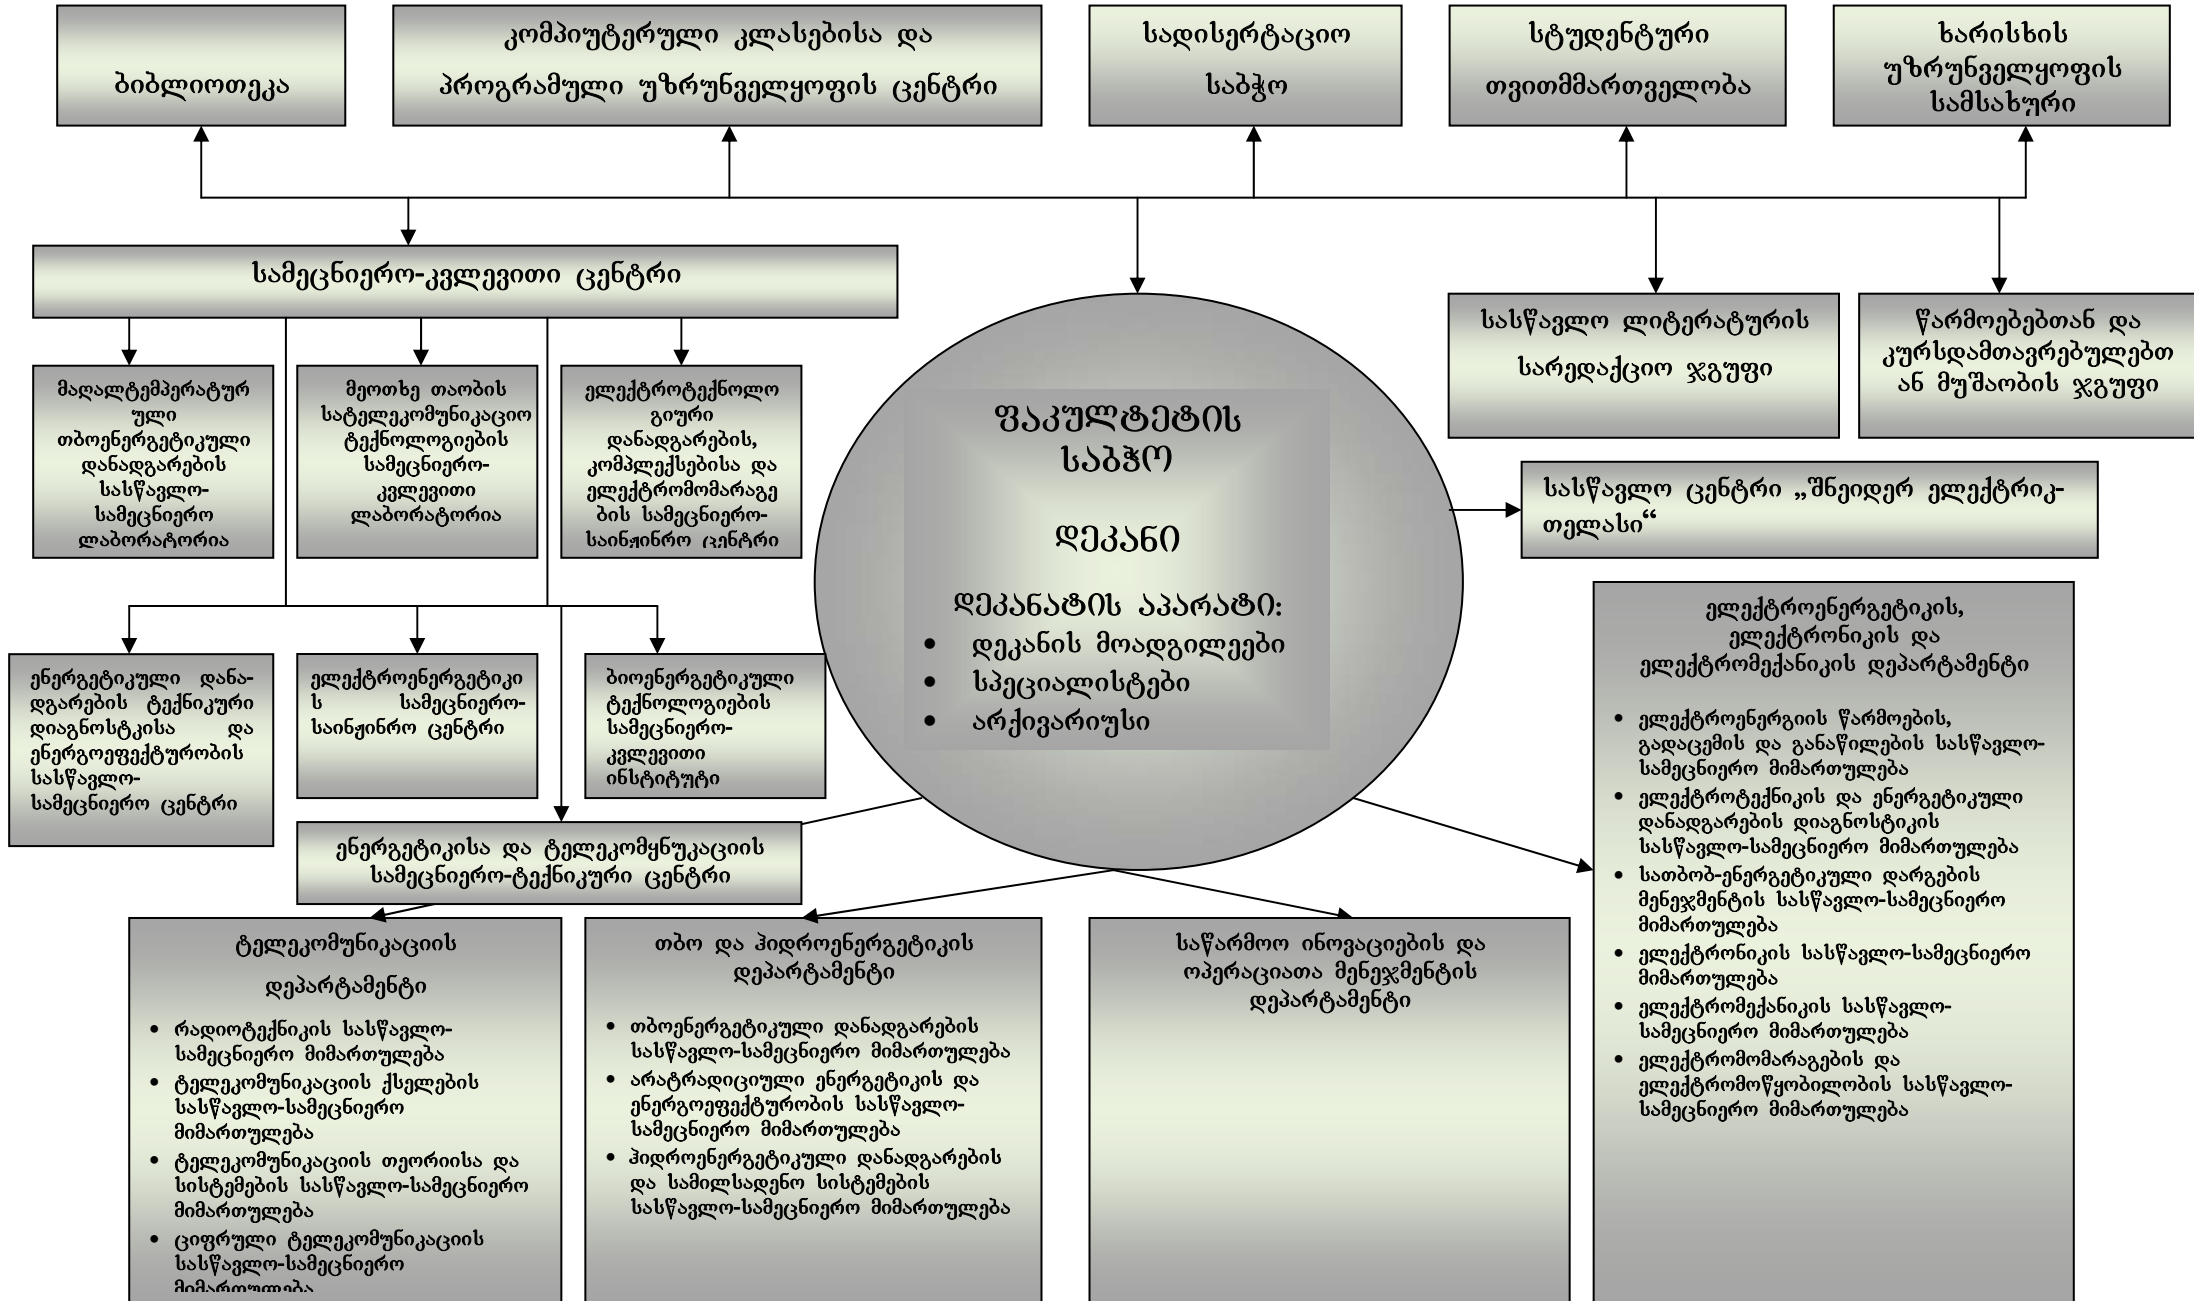 ბიბლიოთეკა
კომპიუტერული კლასებისა და
პროგრამული უზრუნველყოფის ცენტრი
სადისერტაციო
საბჭო
სტუდენტური
თვითმმართველობა
ხარისხის
უზრუნველყოფის
სამსახური
სამეცნიერო-კვლევითი ცენტრი
მაღალტემპერატურ
ული
თბოენერგეტიკული
დანადგარების
სასწავლო-
სამეცნიერო
ლაბორატორია
მეოთხე თაობის
სატელეკომუნიკაციო
ტექნოლოგიების
სამეცნიერო-
კვლევითი
ლაბორატორია
ელექტროტექნოლო
გიური
დანადგარების,
კომპლექსებისა და
ელექტრომომარაგე
ბის სამეცნიერო-
საინჟინრო ცენტრი
ფაკულტეტის
საბჭო
დეკანი
დეკანატის აპარატი:
• დეკანის მოადგილეები
• სპეციალისტები
• არქივარიუსი
სასწავლო ლიტერატურის
სარედაქციო ჯგუფი
წარმოებებთან და
კურსდამთავრებულებთ
ან მუშაობის ჯგუფი
სასწავლო ცენტრი „შნეიდერ ელექტრიკ-
თელასი“
ენერგეტიკული დანა-
დგარების ტექნიკური
დიაგნოსტკისა და
ენერგოეფექტურობის
სასწავლო-
სამეცნიერო ცენტრი
ელექტროენერგეტიკი
ს სამეცნიერო-
საინჟინრო ცენტრი
ბიოენერგეტიკული
ტექნოლოგიების
სამეცნიერო-
კვლევითი
ინსტიტუტი
ენერგეტიკისა და ტელეკომყნუკაციის
სამეცნიერო-ტექნიკური ცენტრი
ტელეკომუნიკაციის
დეპარტამენტი
• რადიოტექნიკის სასწავლო-
სამეცნიერო მიმართულება
• ტელეკომუნიკაციის ქსელების
სასწავლო-სამეცნიერო
მიმართულება
• ტელეკომუნიკაციის თეორიისა და
სისტემების სასწავლო-სამეცნიერო
მიმართულება
• ციფრული ტელეკომუნიკაციის
სასწავლო-სამეცნიერო
მიმართულება
თბო და ჰიდროენერგეტიკის
დეპარტამენტი
• თბოენერგეტიკული დანადგარების
სასწავლო-სამეცნიერო მიმართულება
• არატრადიციული ენერგეტიკის და
ენერგოეფექტურობის სასწავლო-
სამეცნიერო მიმართულება
• ჰიდროენერგეტიკული დანადგარების
და სამილსადენო სისტემების
სასწავლო-სამეცნიერო მიმართულება
საწარმოო ინოვაციების და
ოპერაციათა მენეჯმენტის
დეპარტამენტი
ელექტროენერგეტიკის,
ელექტრონიკის და
ელექტრომექანიკის დეპარტამენტი
• ელექტროენერგიის წარმოების,
გადაცემის და განაწილების სასწავლო-
სამეცნიერო მიმართულება
• ელექტროტექნიკის და ენერგეტიკული
დანადგარების დიაგნოსტიკის
სასწავლო-სამეცნიერო მიმართულება
• სათბობ-ენერგეტიკული დარგების
მენეჯმენტის სასწავლო-სამეცნიერო
მიმართულება
• ელექტრონიკის სასწავლო-სამეცნიერო
მიმართულება
• ელექტრომექანიკის სასწავლო-
სამეცნიერო მიმართულება
• ელექტრომომარაგების და
ელექტრომოწყობილობის სასწავლო-
სამეცნიერო მიმართულება